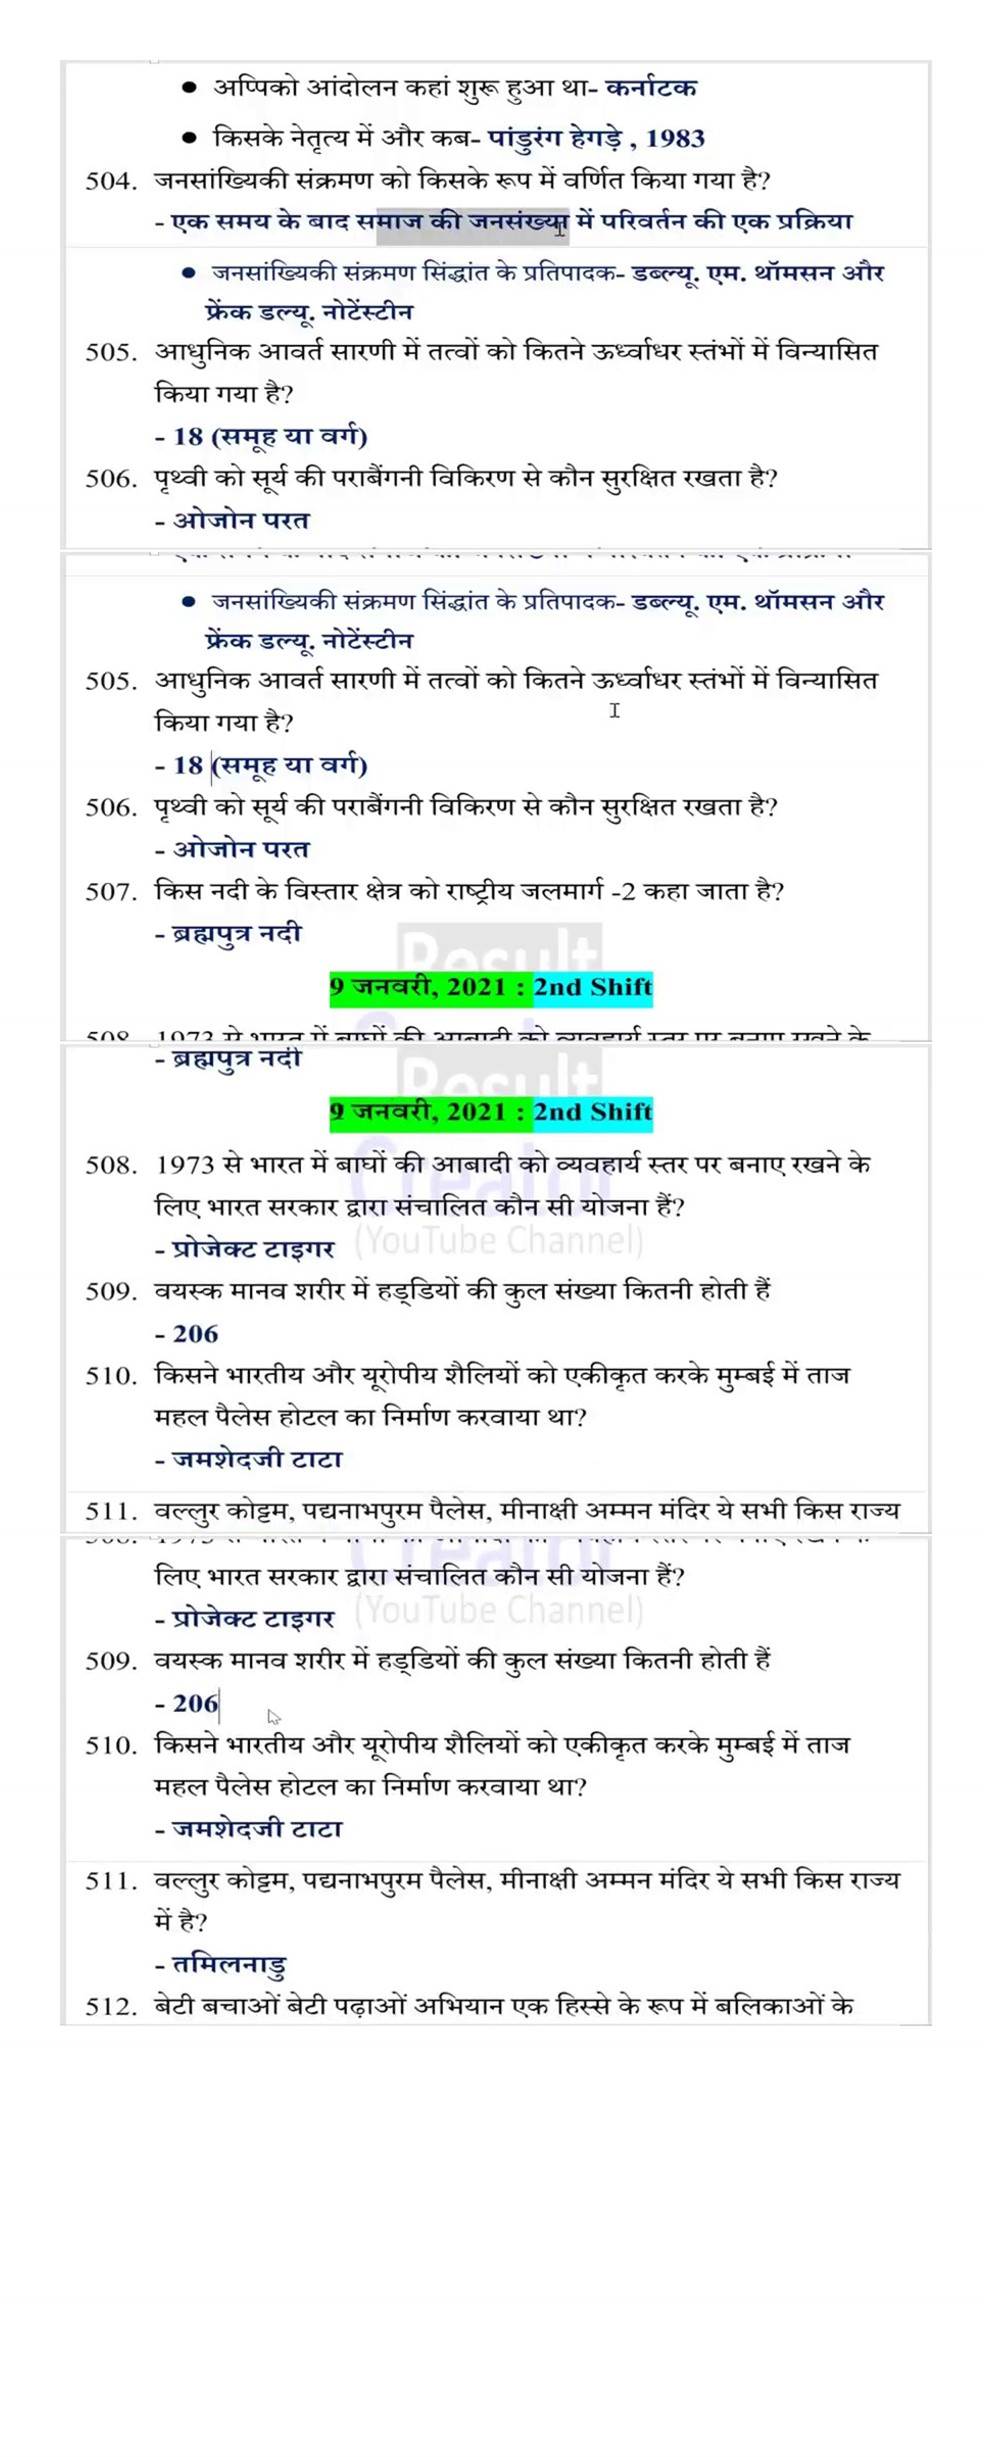 ● अप्पिको आंदोलन कहां शुरू हुआ था- कर्नाटक
● किसके नेतृत्य में और कब- पांडुरंग हेगड़े , 1983
504. जनसांख्यिकी संक्रमण को किसके रूप में वर्णित किया गया है?
- एक समय के बाद समाज की जनसंख्या में परिवर्तन की एक प्रक्रिया
● जनसांख्यिकी संक्रमण सिंद्धांत के प्रतिपादक- डब्ल्यू. एम. थॉमसन और
फ्रेंक डल्यू. नोटेंस्टीन
505. आधुनिक आवर्त सारणी में तत्वों को कितने ऊर्ध्वाधर स्तंभों में विन्यासित
किया गया है?
- 18 (समूह या वर्ग)
506. पृथ्वी को सूर्य की पराबैंगनी विकिरण से कौन सुरक्षित रखता है?
- ओजोन परत
● जनसांख्यिकी संक्रमण सिंद्धांत के प्रतिपादक- डब्ल्यू. एम. थॉमसन और
फ्रेंक डल्यू. नोटेंस्टीन
505. आधुनिक आवर्त सारणी में तत्वों को कितने ऊर्ध्वाधर स्तंभों में विन्यासित
किया गया है?
- 18 (समूह या वर्ग)
506. पृथ्वी को सूर्य की पराबैंगनी विकिरण से कौन सुरक्षित रखता है?
- ओजोन परत
507. किस नदी के विस्तार क्षेत्र को राष्ट्रीय जलमार्ग -2 कहा जाता है?
- ब्रह्मपुत्र नदी
Result
9 जनवरी, 2021 : 2nd Shift
508. 1973 से भारत में बाघों की आबादी को व्यवहार्य स्तर पर बनाए रखने के
- ब्रह्मपुत्र नदी
Result
9 जनवरी, 2021 : 2nd Shift
Creator
508. 1973 से भारत में बाघों की आबादी को व्यवहार्य स्तर पर बनाए रखने के
लिए भारत सरकार द्वारा संचालित कौन सी योजना हैं?
- प्रोजेक्ट टाइगर (YouTube Channel)
509. वयस्क मानव शरीर में हड्डियों की कुल संख्या कितनी होती हैं
- 206
510. किसने भारतीय और यूरोपीय शैलियों को एकीकृत करके मुम्बई में ताज
महल पैलेस होटल का निर्माण करवाया था?
- जमशेदजी टाटा
511. वल्लुर कोट्टम, पद्यनाभपुरम पैलेस, मीनाक्षी अम्मन मंदिर ये सभी किस राज्य
लिए भारत सरकार द्वारा संचालित कौन सी योजना हैं?
- प्रोजेक्ट टाइगर (YouTube Channel)
509. वयस्क मानव शरीर में हड्डियों की कुल संख्या कितनी होती हैं
- 206
510. किसने भारतीय और यूरोपीय शैलियों को एकीकृत करके मुम्बई में ताज
महल पैलेस होटल का निर्माण करवाया था?
- जमशेदजी टाटा
511. वल्लुर कोट्टम, पद्यनाभपुरम पैलेस, मीनाक्षी अम्मन मंदिर ये सभी किस राज्य
में है?
- तमिलनाडु
512. बेटी बचाओं बेटी पढ़ाओं अभियान एक हिस्से के रूप में बलिकाओं के